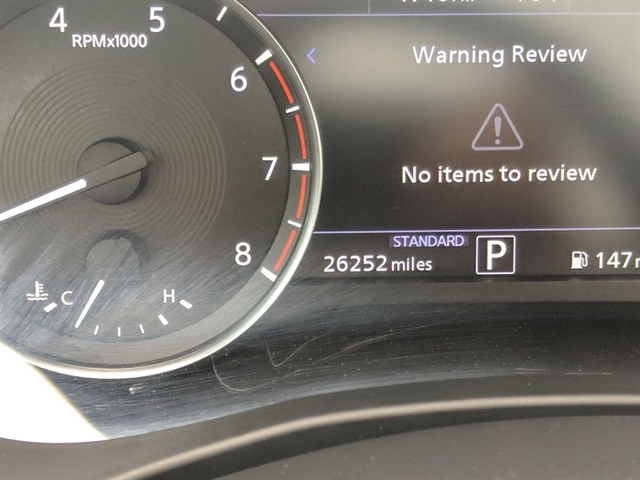 4 5
RPMx1000
6
7
8
C H
Warning Review
No items to review
STANDARD
26252 miles P 147